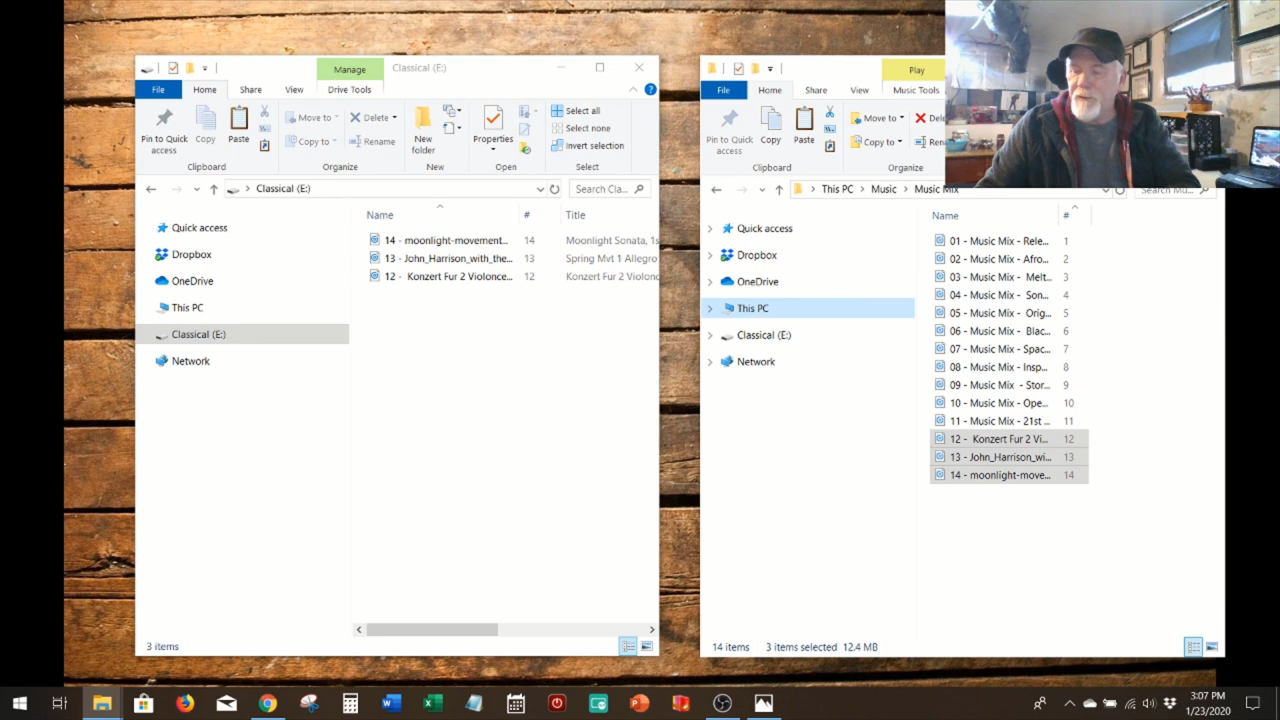 Manage
Classical (E:)
File
Home
Share
View
Drive Tools
Pin to Quick
access
Copy
Paste
Clipboard
Move to
Copy to
Delete
Rename
Organize
New
folder
New
Properties
Open
Select all
Select none
Invert selection
Select
Classical (E:)
Search Cla...
Name
#
Title
14 - moonlight-movement...
14
Moonlight Sonata, 1s
13 - John_Harrison_with_the...
13
Spring Mvt 1 Allegro
12 - Konzert Fur 2 Violonce...
12
Konzert Fur 2 Violonc
Quick access
Dropbox
OneDrive
This PC
Classical (E:)
Network
3 items
Play
File
Home
Share
View
Music Tools
Pin to Quick
access
Copy
Paste
Clipboard
Move to
Copy to
Dele
Rena
Organize
This PC
Music
Music Mix
Search Mu...
Name
#
01 - Music Mix - Rele...
1
02 - Music Mix - Afro...
2
03 - Music Mix - Melt...
3
04 - Music Mix - Son...
4
05 - Music Mix - Orig...
5
06 - Music Mix - Blac...
6
07 - Music Mix - Spac...
7
08 - Music Mix - Insp...
8
09 - Music Mix - Stor...
9
10 - Music Mix - Ope...
10
11 - Music Mix - 21st ...
11
12 - Konzert Fur 2 Vi...
12
13 - John_Harrison_wi...
13
14 - moonlight-move...
14
Quick access
Dropbox
OneDrive
This PC
Classical (E:)
Network
14 items
3 items selected
12.4 MB
3:07 PM
1/23/2020